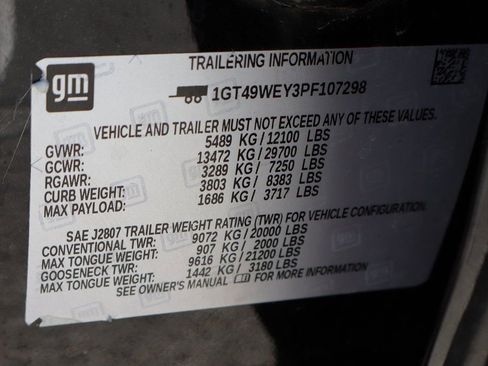 gm
TRAILERING INFORMATION
1GT49WEY3PF107298
VEHICLE AND TRAILER MUST NOT EXCEED ANY OF THESE VALUES
GVWR: 5489 KG/12100 LBS
GCWR: 13472 KG/29700 LBS
RGAWR: 3289 KG/ 7250 LBS
CURB WEIGHT: 3803 KG/ 8383 LBS
MAX PAYLOAD: 1686 KG/ 3717 LBS
SAE J2807 TRAILER WEIGHT RATING (TWR) FOR VEHICLE CONFIGURATION.
CONVENTIONAL TWR: 9072 KG/20000 LBS
MAX TONGUE WEIGHT: 907 KG/ 2000 LBS
GOOSENECK TWR: 9616 KG/21200 LBS
MAX TONGUE WEIGHT: 1442 KG/ 3180 LBS
SEE OWNER'S MANUAL FOR MORE INFORMATION